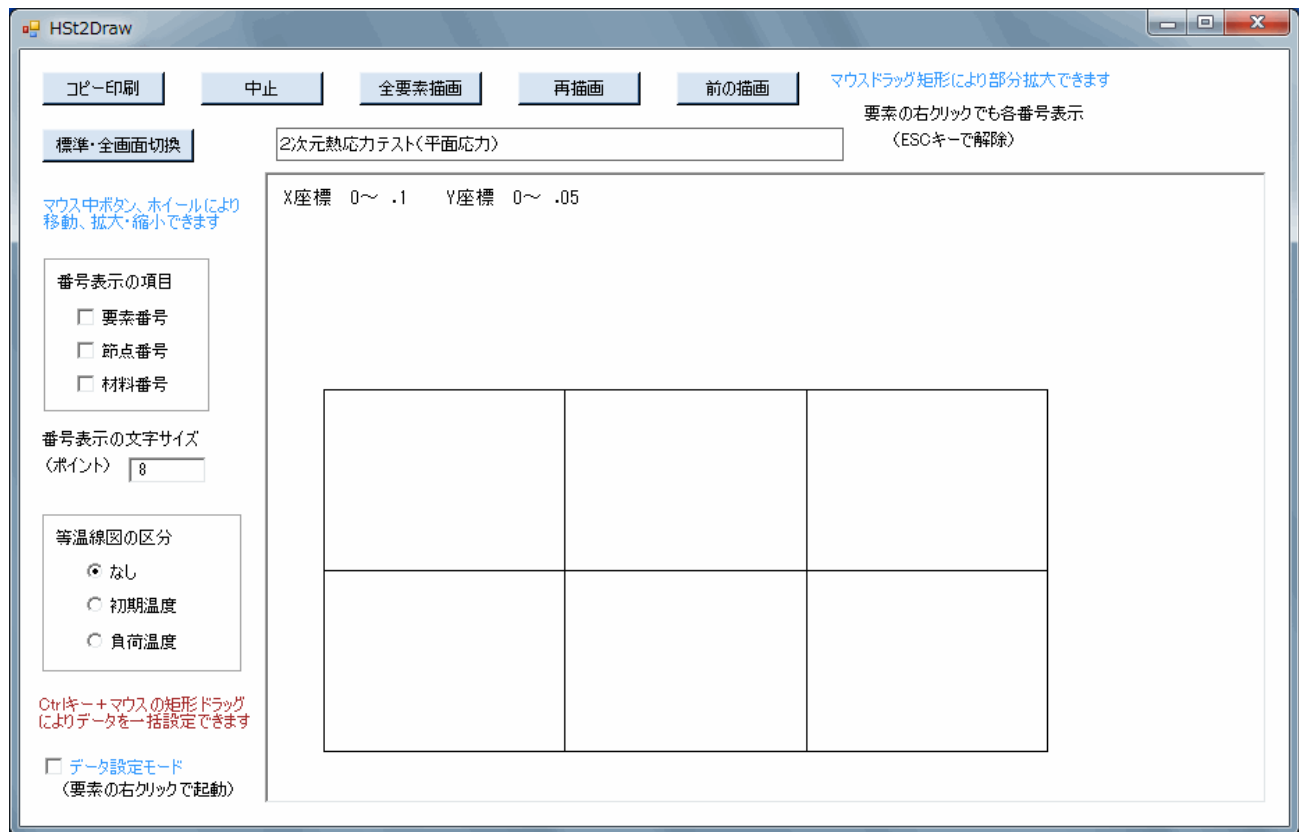 HSt2Draw
コピー印刷
中止
全要素描画
再描画
前の描画
マウスドラッグ矩形により部分拡大できます
要素の右クリックでも各番号表示
(ESCキーで解除)
標準・全画面切換
2次元熱応力テスト(平面応力)
マウス中ボタン、ホイールにより
移動、拡大・縮小できます
X座標 0～ .1 Y座標 0～ .05
番号表示の項目
要素番号
節点番号
材料番号
番号表示の文字サイズ
(ポイント) 8
等温線図の区分
なし
初期温度
負荷温度
Ctrlキー＋マウスの矩形ドラッグ
によりデータを一括設定できます
データ設定モード
(要素の右クリックで起動)